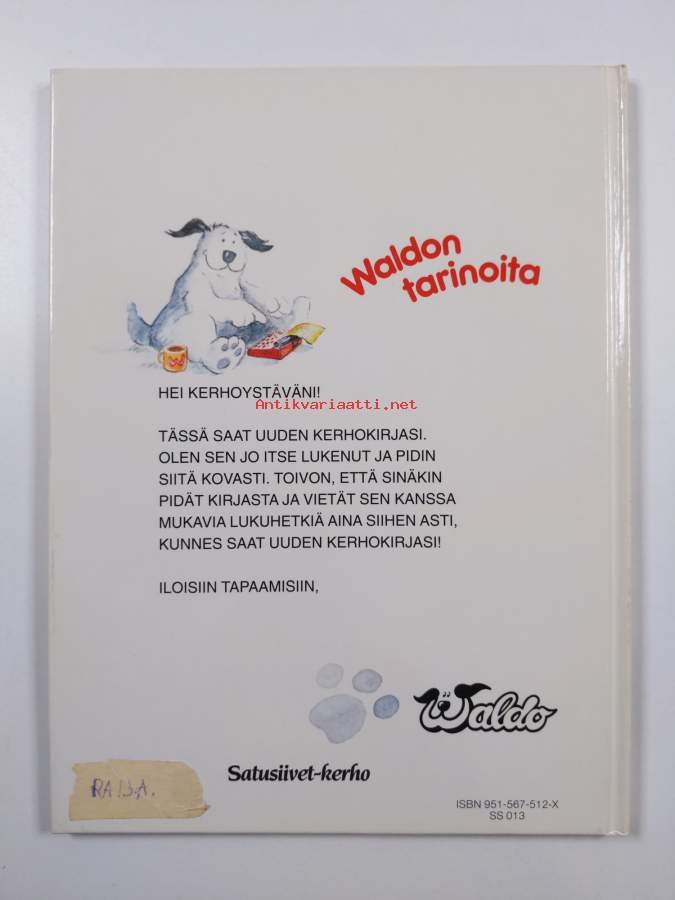 Waldon
tarinoita
HEI KERHOYSTÄVÄNI!
Antikvariaatti.net
TÄSSÄ SAAT UUDEN KERHOKIRJASI.
OLEN SEN JO ITSE LUKENUT JA PIDIN
SIITÄ KOVASTI. TOIVON, ETTÄ SINÄKIN
PIDÄT KIRJASTA JA VIETÄT SEN KANSSA
MUKAVIA LUKUHETKIÄ AINA SIIHEN ASTI,
KUNNES SAAT UUDEN KERHOKIRJASI!
ILOISIIN TAPAAMISIIN,
Waldo
Satusiivet-kerho
ISBN 951-567-512-X
SS 013